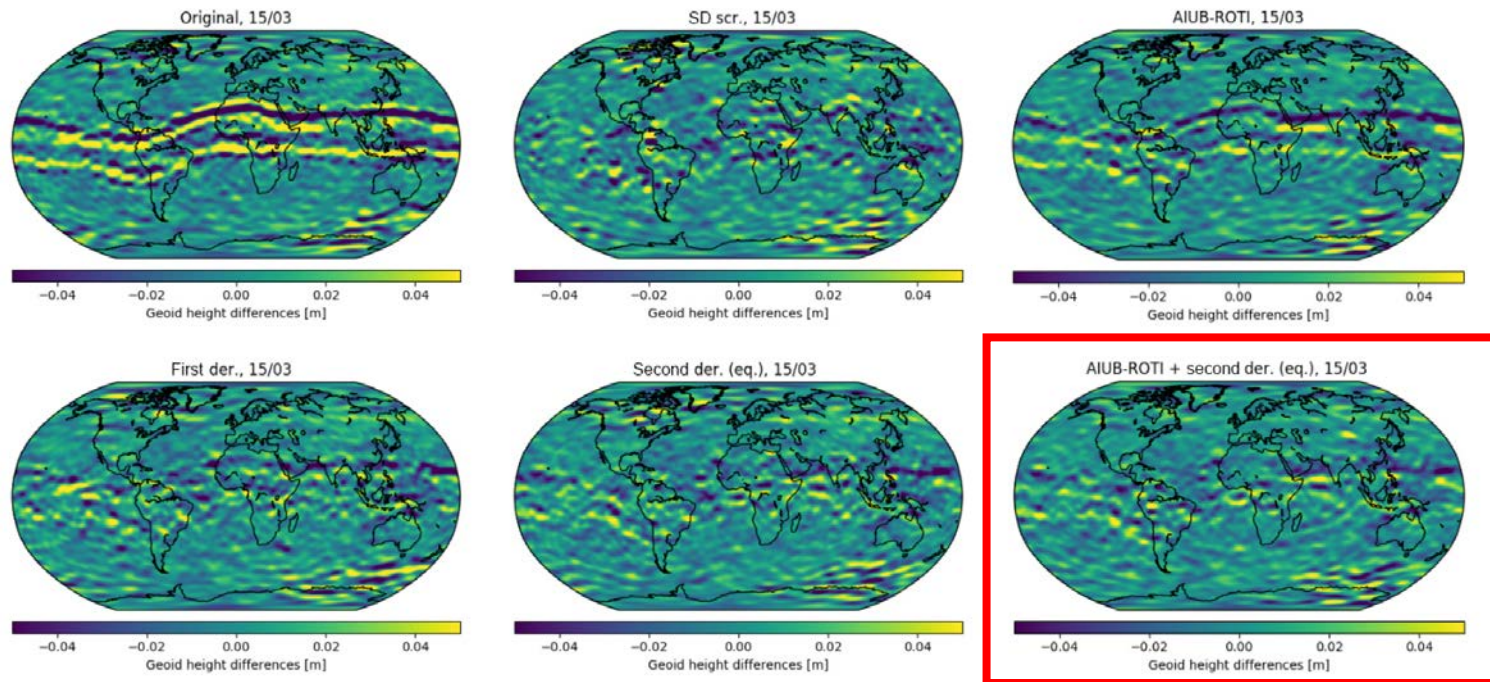 Original, 15/03
SD scr., 15/03
AIUB-ROTI, 15/03
−0.04 −0.02 0.00 0.02 0.04
Geoid height differences [m]
−0.04 −0.02 0.00 0.02 0.04
Geoid height differences [m]
−0.04 −0.02 0.00 0.02 0.04
Geoid height differences [m]
First der., 15/03
Second der. (eq.), 15/03
AIUB-ROTI + second der. (eq.), 15/03
−0.04 −0.02 0.00 0.02 0.04
Geoid height differences [m]
−0.04 −0.02 0.00 0.02 0.04
Geoid height differences [m]
−0.04 −0.02 0.00 0.02 0.04
Geoid height differences [m]